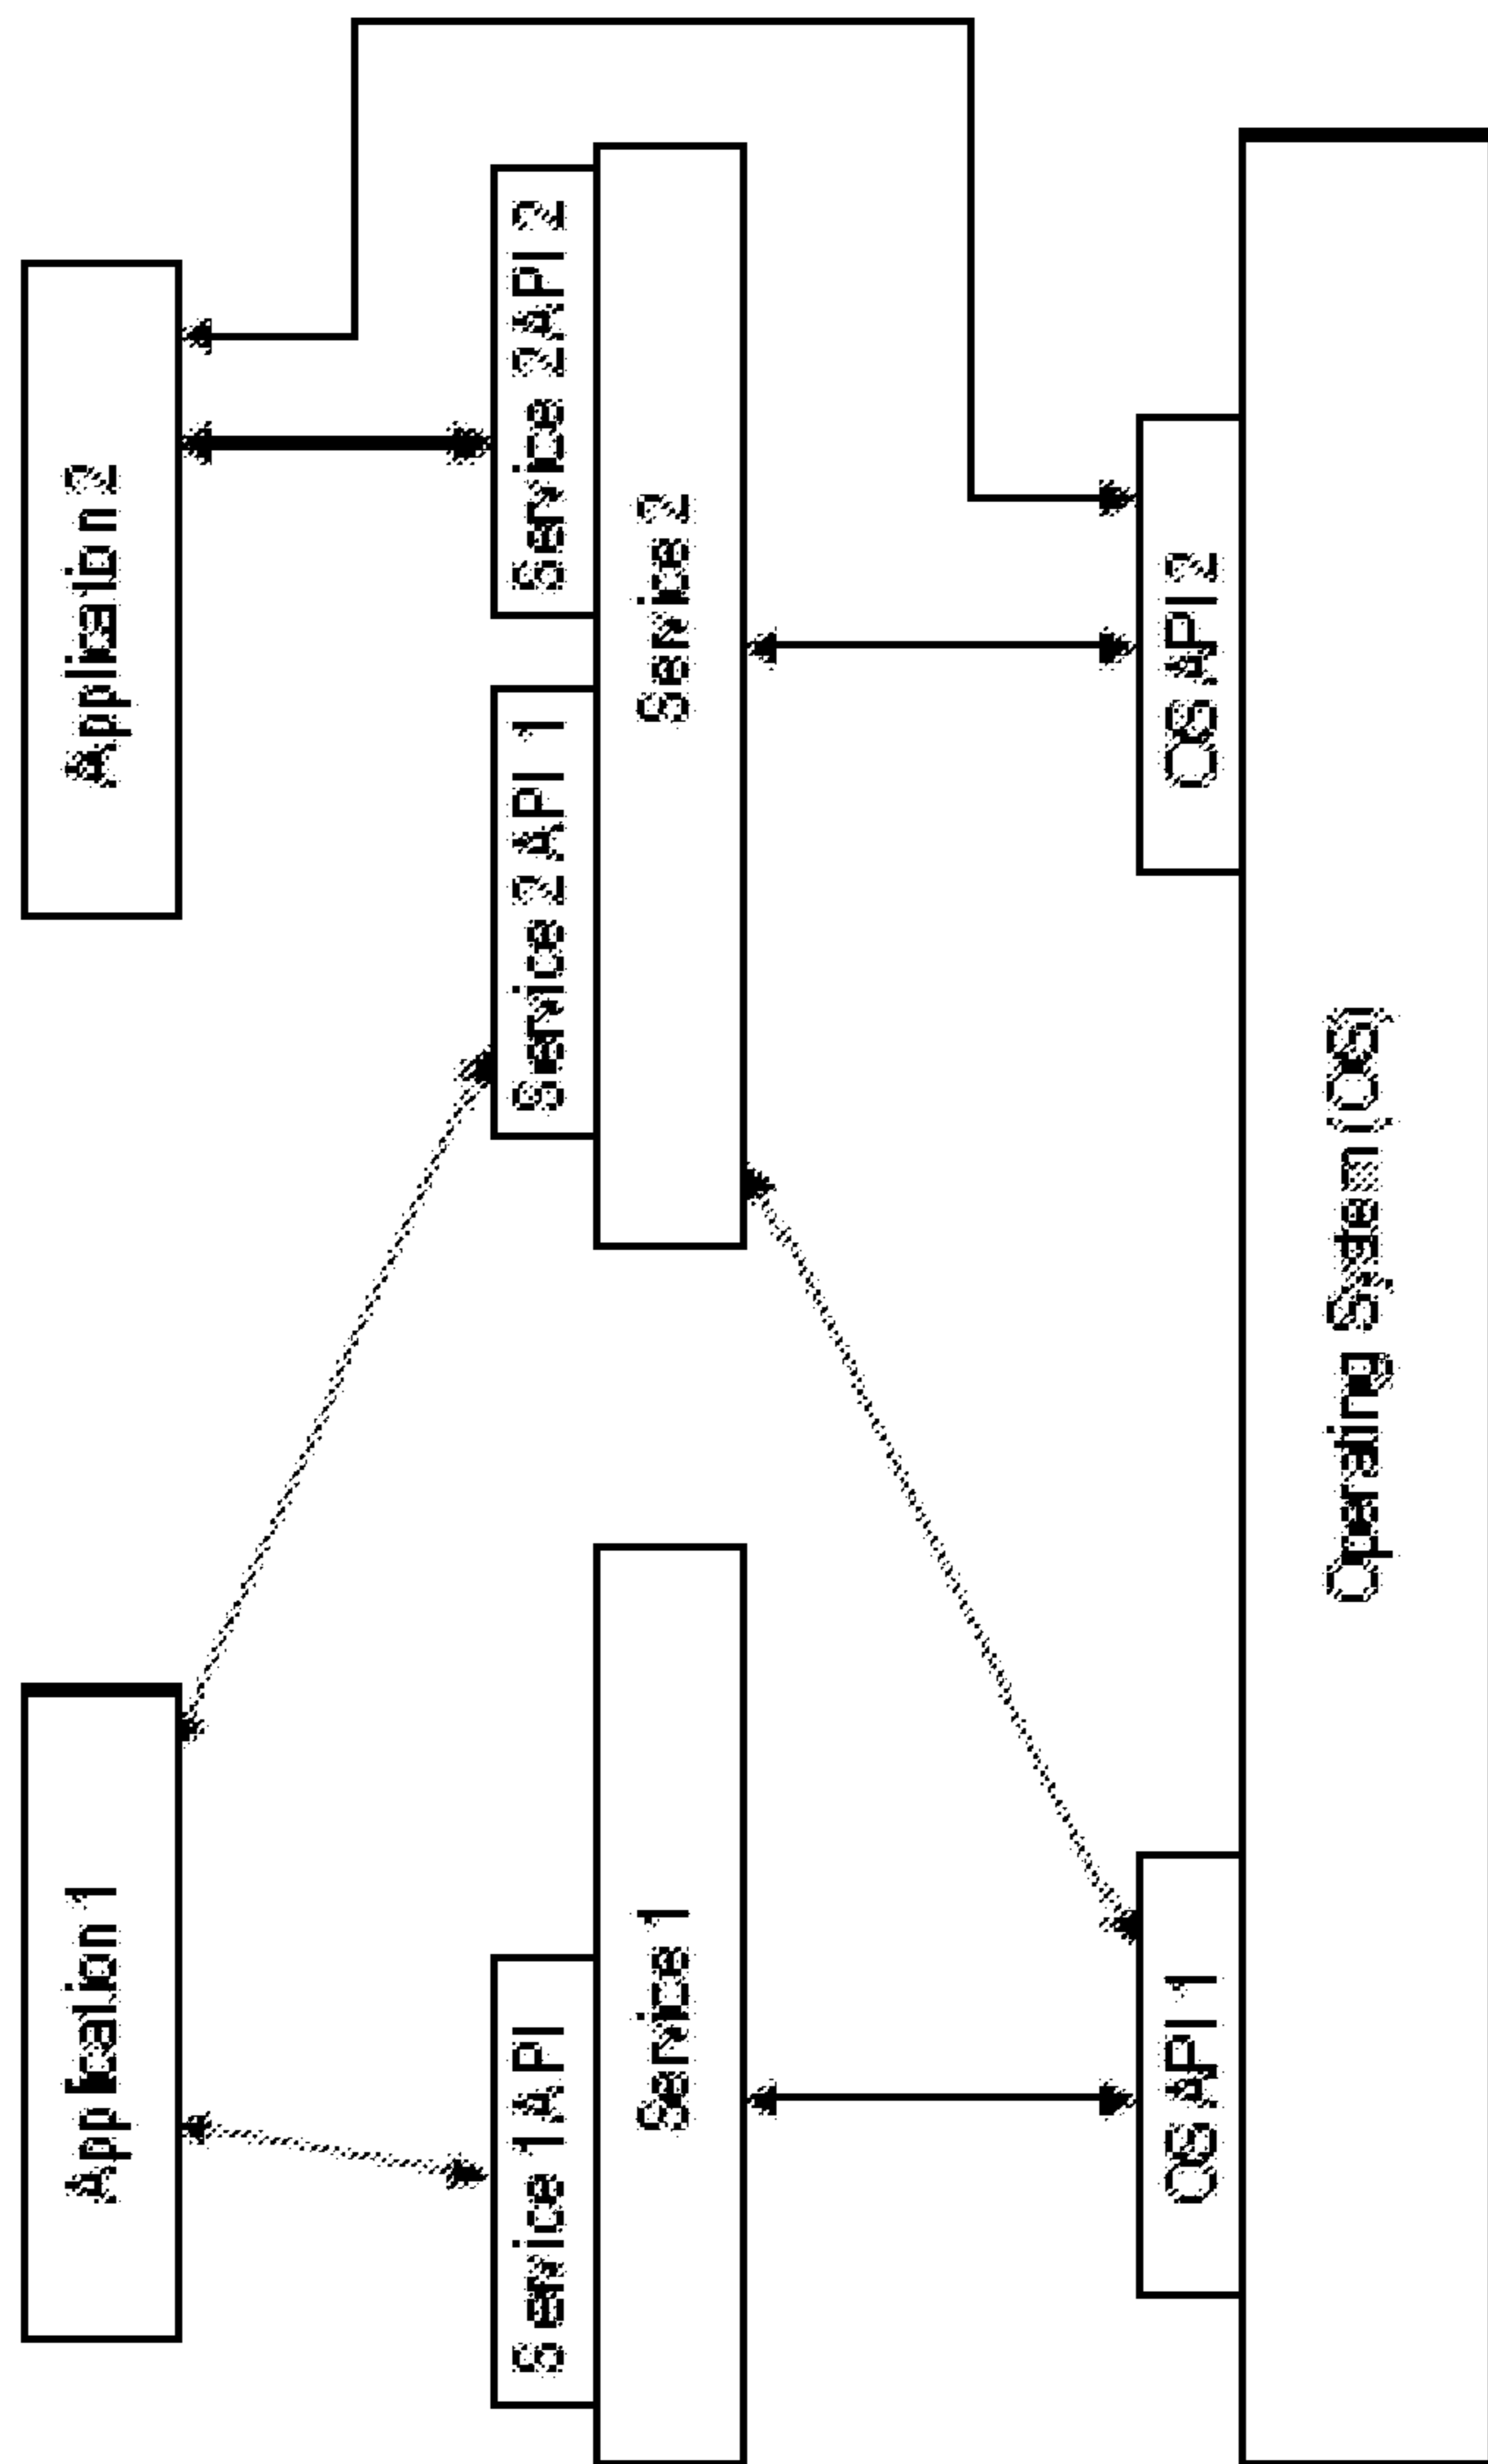 Application 1
Application 2
Service 1 API
Service 2 API 1
Service 2 API 2
Service 1
Service 2
OS API 1
OS API 2
Operating System (OS)